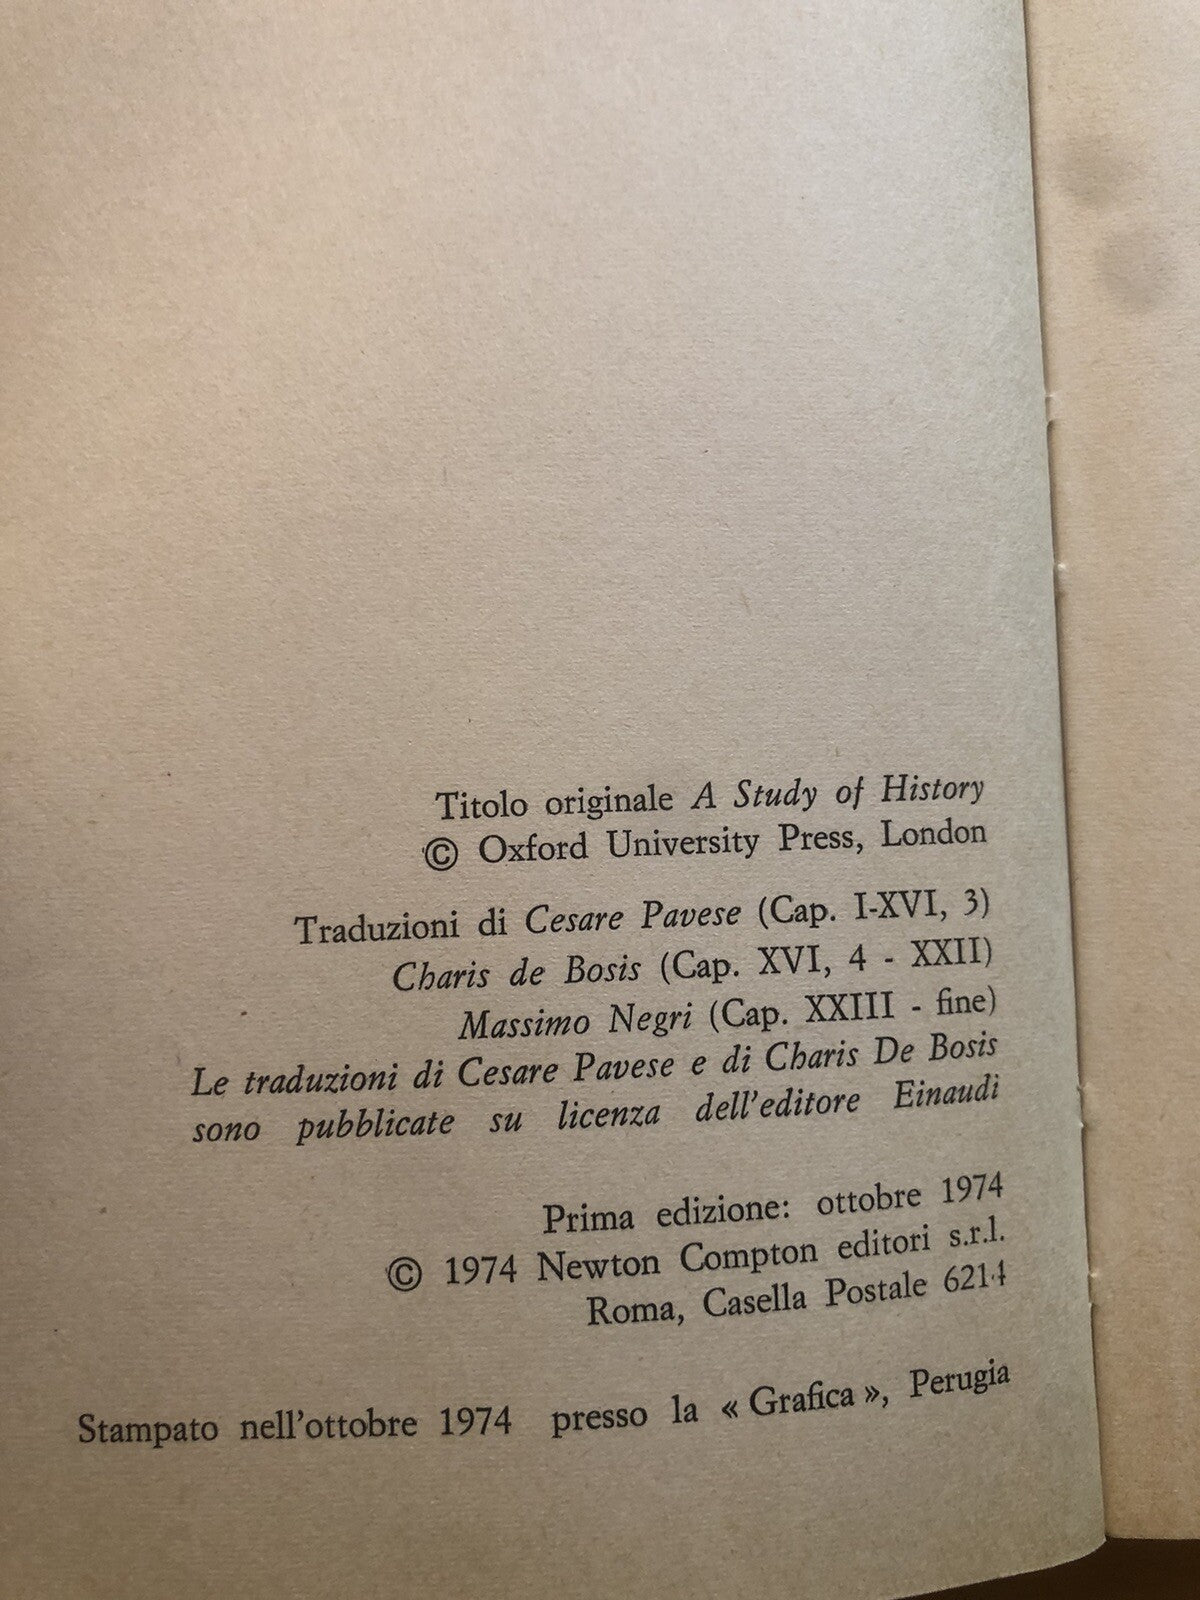 Titolo originale A Study of History
© Oxford University Press, London
Traduzioni di Cesare Pavese (Cap. I-XVI, 3)
Charis de Bosis (Cap. XVI, 4 - XXII)
Massimo Negri (Cap. XXIII - fine)
Le traduzioni di Cesare Pavese e di Charis De Bosis
sono pubblicate su licenza dell'editore Einaudi
Prima edizione: ottobre 1974
© 1974 Newton Compton editori s.r.l.
Roma, Casella Postale 6214
Stampato nell'ottobre 1974 presso la « Grafica », Perugia